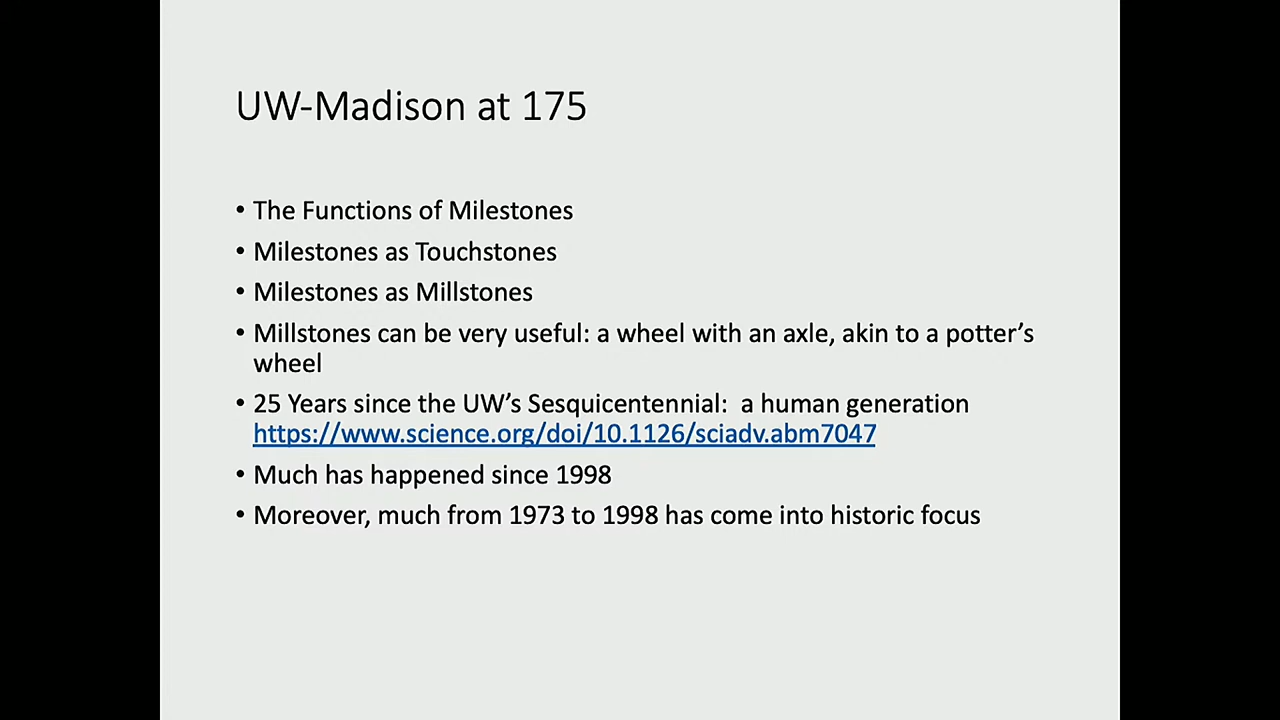 UW-Madison at 175
• The Functions of Milestones
• Milestones as Touchstones
• Milestones as Millstones
• Millstones can be very useful: a wheel with an axle, akin to a potter’s
wheel
• 25 Years since the UW’s Sesquicentennial:  a human generation
https://www.science.org/doi/10.1126/sciadv.abm7047
• Much has happened since 1998
• Moreover, much from 1973 to 1998 has come into historic focus